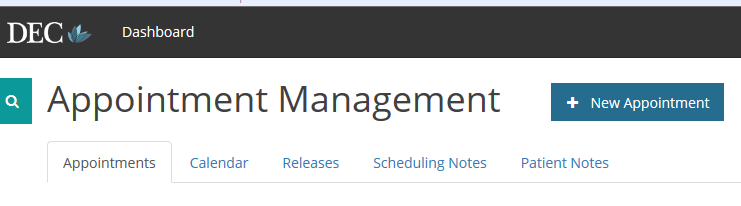 DEC Dashboard
Appointment Management
+ New Appointment
Appointments Calendar Releases Scheduling Notes Patient Notes